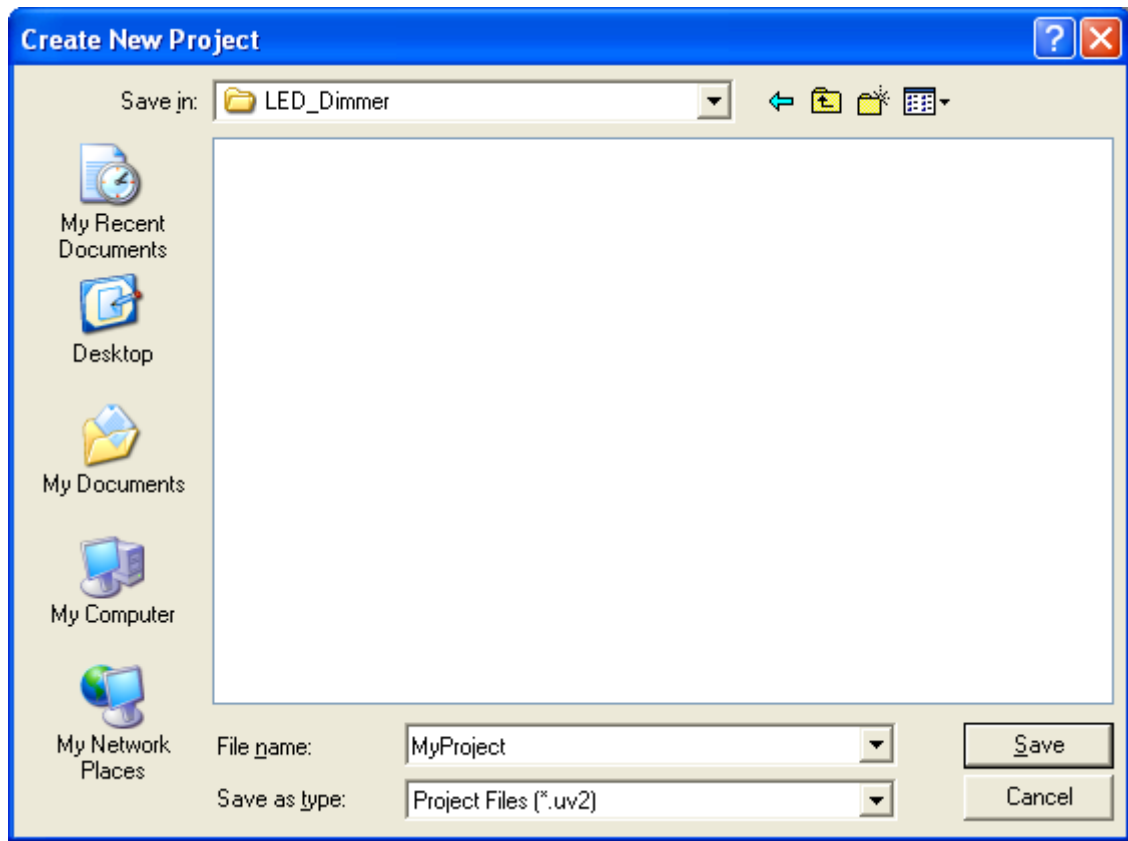 Create New Project
Save in:
LED_Dimmer
My Recent
Documents
Desktop
My Documents
My Computer
My Network
Places
File name:
MyProject
Save
Save as type:
Project Files (*.uv2)
Cancel